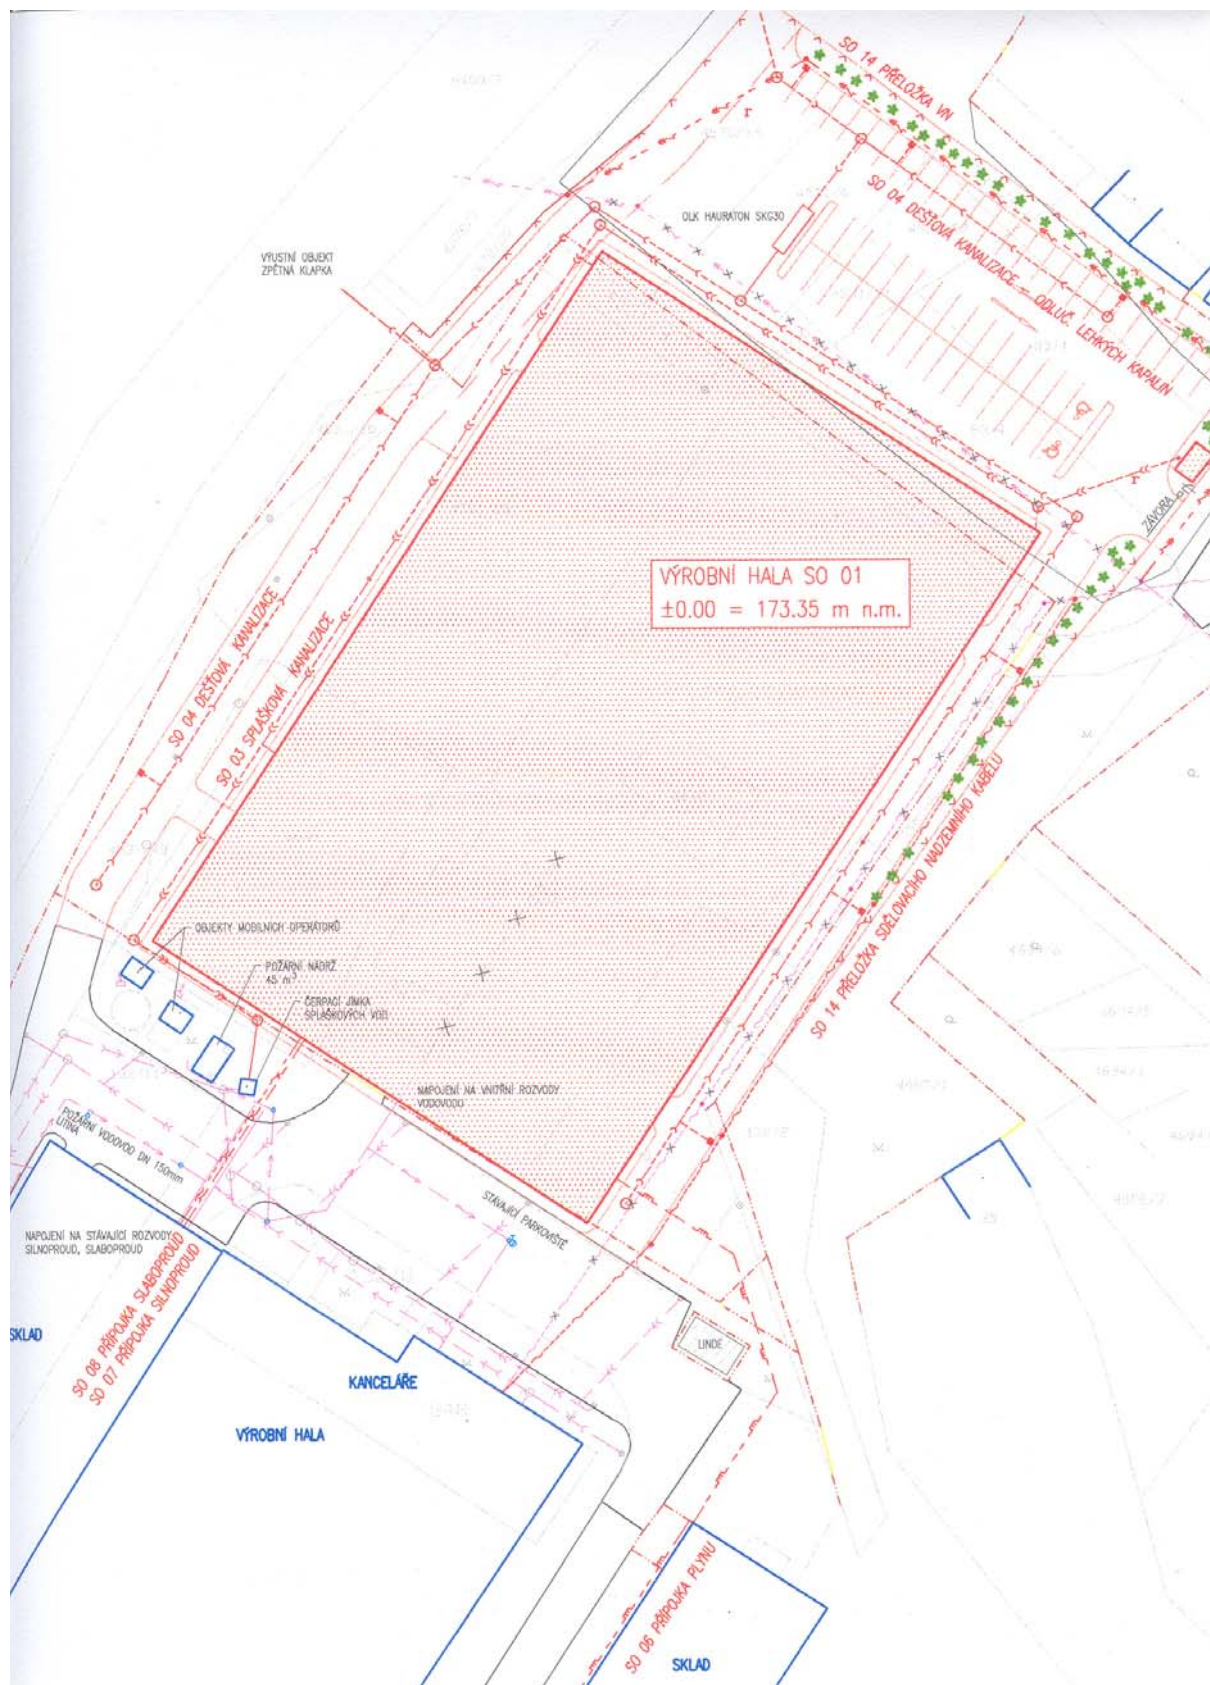 SO 14 PŘELOŽKA VN
OLK HAURATON SKG30
SO 04 DEŠŤOVÁ KANALIZACE – ODLUČ. LEHKÝCH KAPALIN
VÝUSTNÍ OBJEKT
ZPĚTNÁ KLAPKA
ZÁVORA
VÝROBNÍ HALA SO 01
±0.00 = 173.35 m n.m.
SO 04 DEŠŤOVÁ KANALIZACE
SO 03 SPLAŠKOVÁ KANALIZACE
SO 14 PŘELOŽKA SDĚLOVACÍHO NADZEMNÍHO KABELU
OBJEKTY MOBILNÍCH OPERÁTORŮ
POŽÁRNÍ NÁDRŽ
45 m³
ČERPACÍ JÍMKA
SPLAŠKOVÝCH VOD
NAPOJENÍ NA VNITŘNÍ ROZVODY
VODOVODU
POŽÁRNÍ VODOVOD DN 150mm
LITINA
STÁVAJÍCÍ PARKOVIŠTĚ
NAPOJENÍ NA STÁVAJÍCÍ ROZVODY
SILNOPROUD, SLABOPROUD
SO 08 PŘÍPOJKA SLABOPROUD
SO 07 PŘÍPOJKA SILNOPROUD
SKLAD
LINDE
KANCELÁŘE
VÝROBNÍ HALA
SO 06 PŘÍPOJKA PLYNU
SKLAD